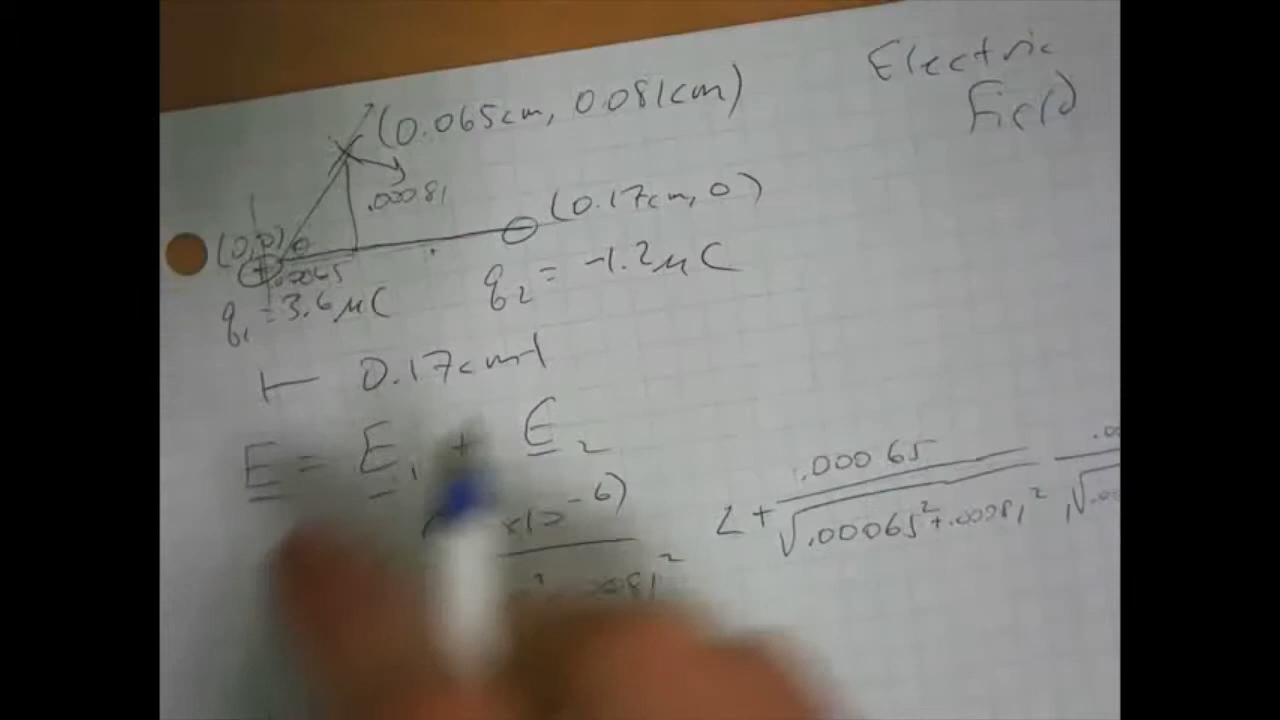 Electric
Field
(0.065cm, 0.081cm)
.00081
(0.17cm, 0)
(0,0)
.00065
q₁ = 3.6μC
q₂ = -1.2μC
0.17cm
E = E₁ + E₂
x10⁻⁶)
.00065
√.00065²+.00081²